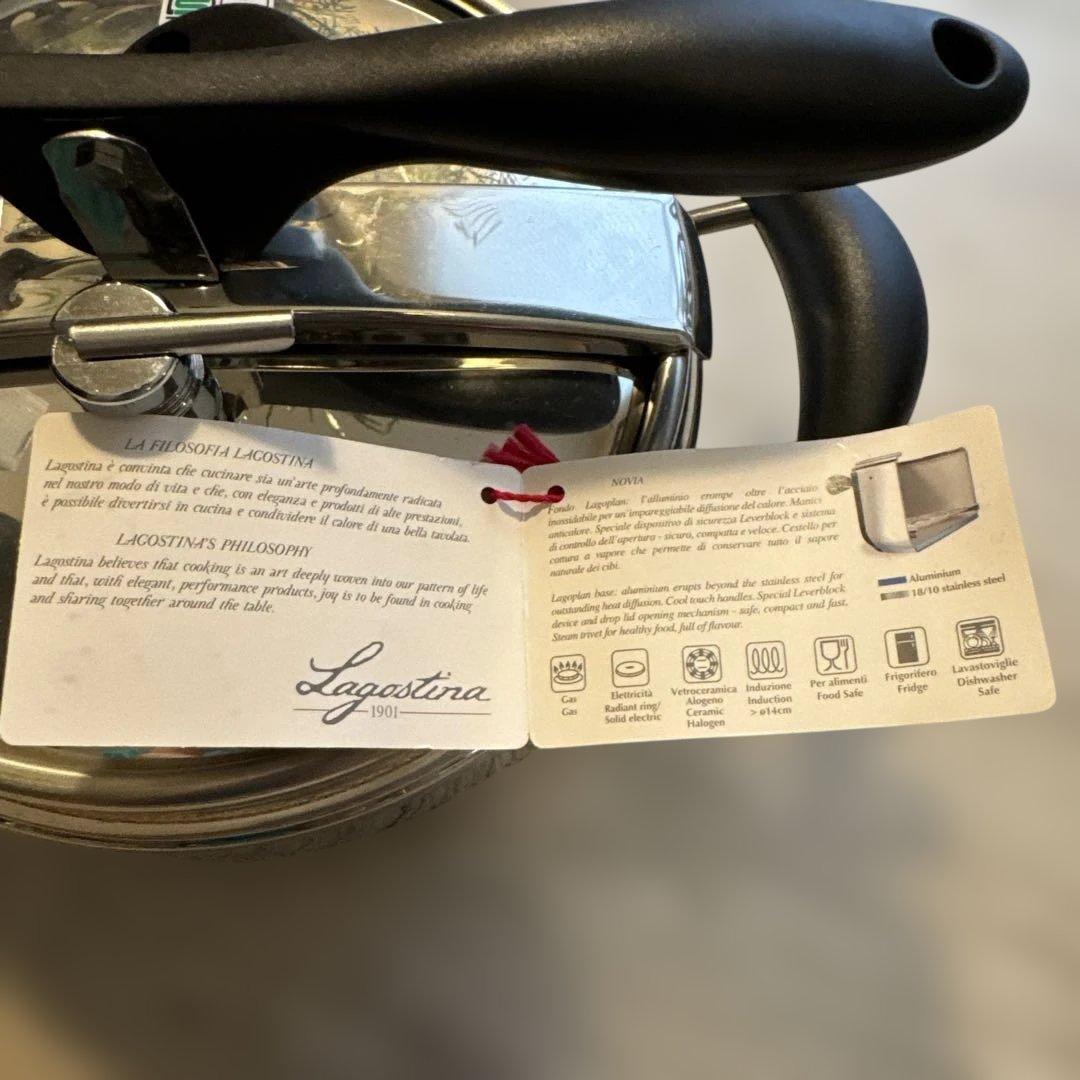 LA FILOSOFIA LAGOSTINA
Lagostina è convinta che cucinare sia un'arte profondamente radicata
nel nostro modo di vita e che, con eleganza e prodotti di alte prestazioni,
è possibile divertirsi in cucina e condividere il calore di una bella tavolata.
LAGOSTINA'S PHILOSOPHY
Lagostina believes that cooking is an art deeply woven into our pattern of life
and that, with elegant, performance products, joy is to be found in cooking
and sharing together around the table.
Lagostina
1901
NOVIA
Fondo Lagoplan: l'alluminio erompe oltre l'acciaio
inossidabile per un'impareggiabile diffusione del calore. Manici
anticalore. Speciale dispositivo di sicurezza Leverblock e sistema
di controllo dell'apertura - sicuro, compatta e veloce. Cestello per
cottura a vapore che permette di conservare tutto il sapore
naturale dei cibi.
Lagoplan base: aluminium erupts beyond the stainless steel for
outstanding heat diffusion. Cool touch handles. Special Leverblock
device and drop lid opening mechanism - safe, compact and fast.
Steam trivet for healthy food, full of flavour.
Aluminium
18/10 stainless steel
Gas
Gas
Elettricità
Radiant ring/
Solid electric
Vetroceramica
Alogeno
Ceramic
Halogen
Induzione
Induction
> ø14cm
Per alimenti
Food Safe
Frigorifero
Fridge
Lavastoviglie
Dishwasher
Safe